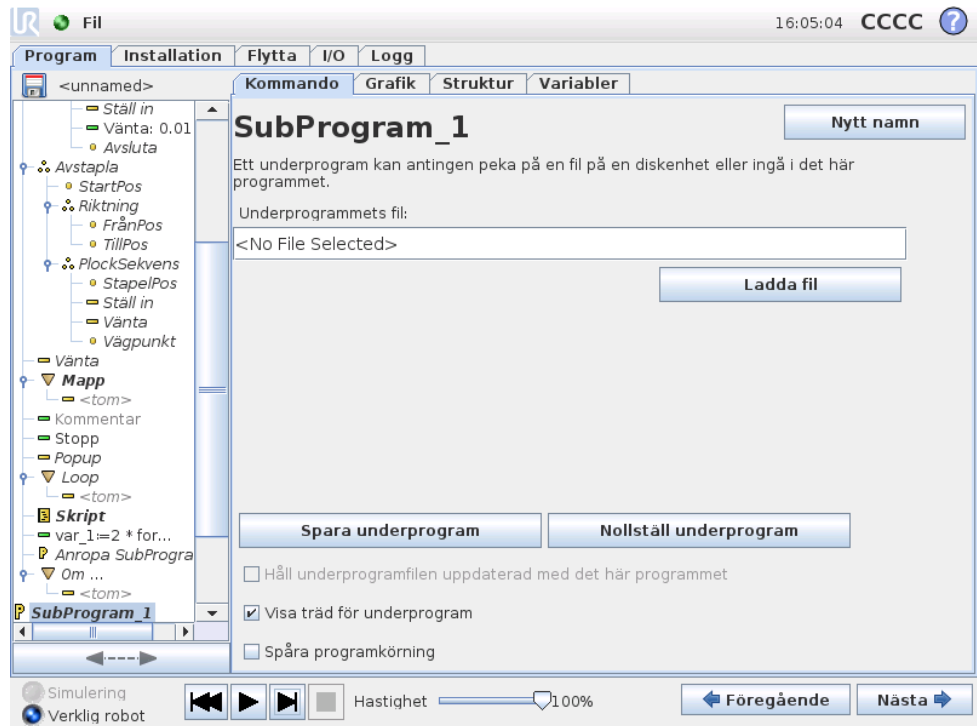 UR
Fil
16:05:04
CCCC
?
Program
Installation
Flytta
I/O
Logg
<unnamed>
Kommando
Grafik
Struktur
Variabler
Ställ in
Vänta: 0.01
Avsluta
Avstapla
StartPos
Riktning
FrånPos
TillPos
PlockSekvens
StapelPos
Ställ in
Vänta
Vägpunkt
Vänta
Mapp
<tom>
Kommentar
Stopp
Popup
Loop
<tom>
Skript
var_1≔2 * for...
Anropa SubProgra
Om ...
<tom>
SubProgram_1
SubProgram_1
Nytt namn
Ett underprogram kan antingen peka på en fil på en diskenhet eller ingå i det här
programmet.
Underprogrammets fil:
<No File Selected>
Ladda fil
Spara underprogram
Nollställ underprogram
Håll underprogramfilen uppdaterad med det här programmet
Visa träd för underprogram
Spåra programkörning
Simulering
Verklig robot
Hastighet
100%
Föregående
Nästa